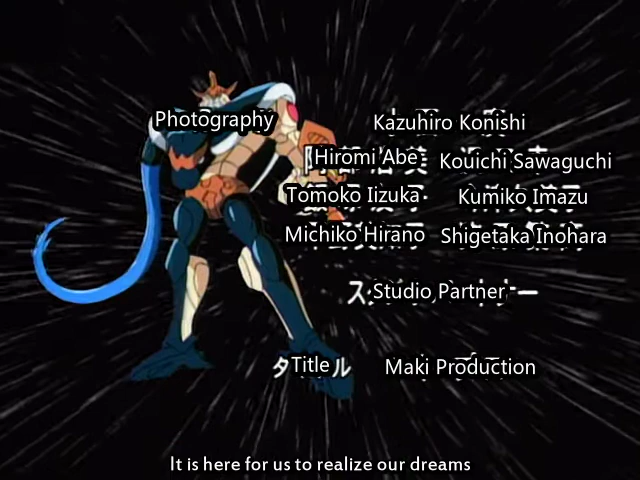 Photography Kazuhiro Konishi
Hiromi Abe Kouichi Sawaguchi
Tomoko Iizuka Kumiko Imazu
Michiko Hirano Shigetaka Inohara
Studio Partner
Title Maki Production
It is here for us to realize our dreams